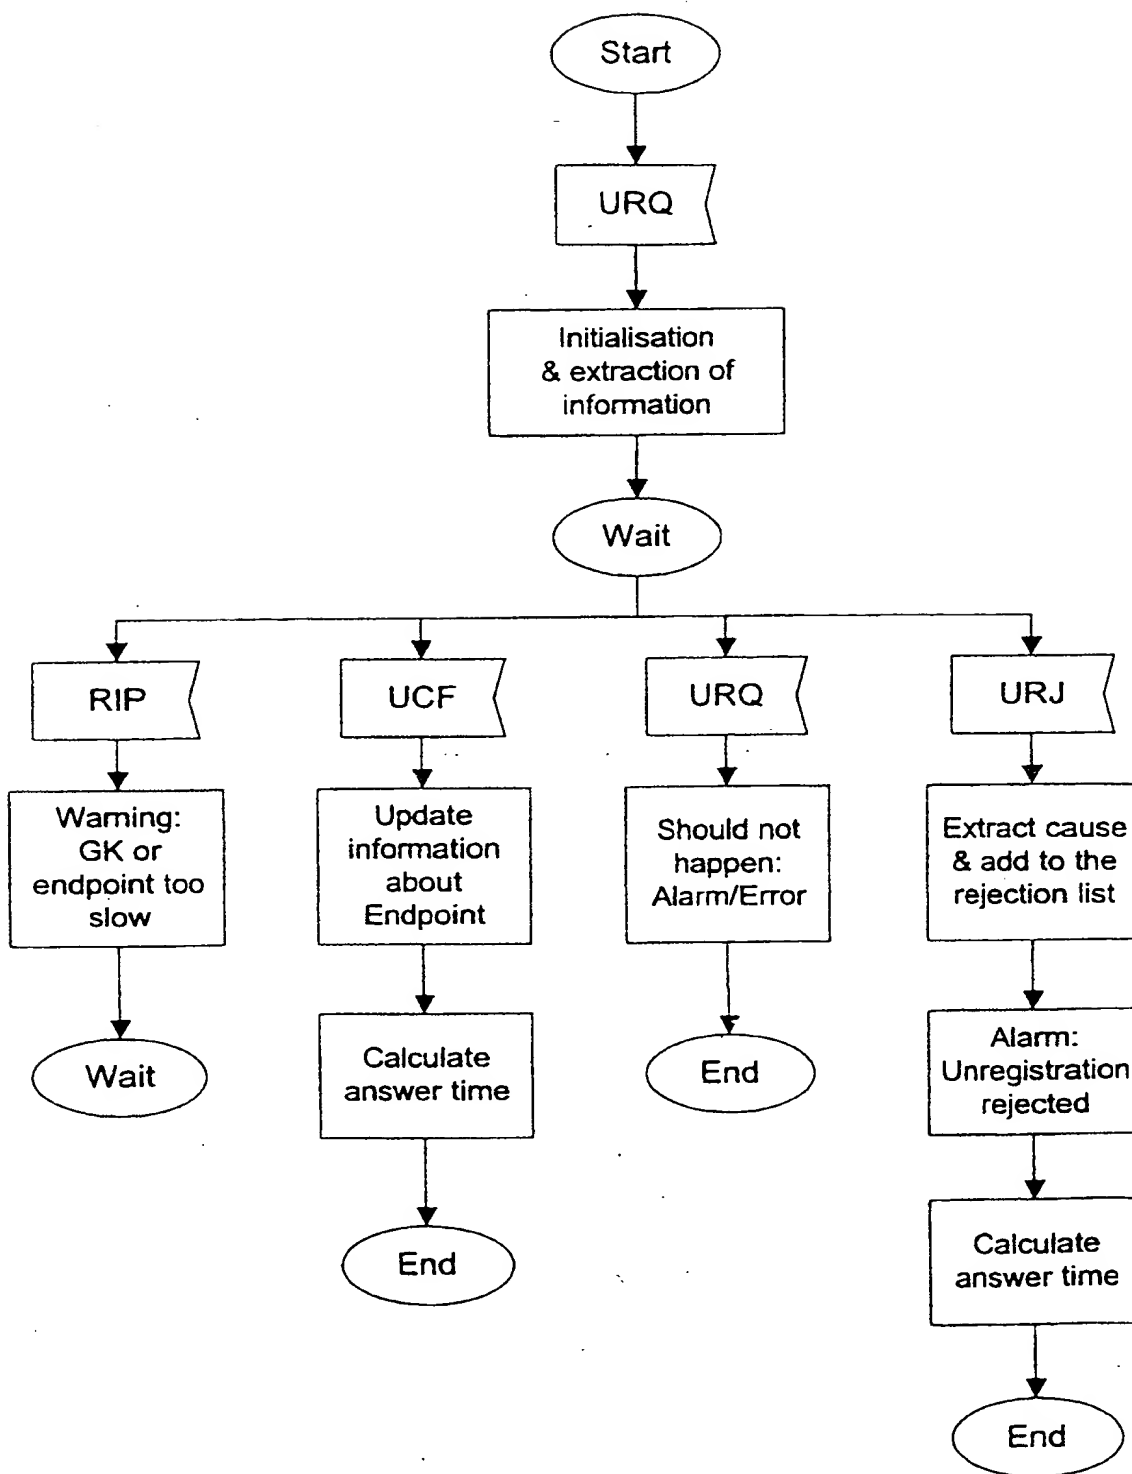 Start
URQ
Initialisation
& extraction of
information
Wait
RIP
UCF
URQ
URJ
Warning:
GK or
endpoint too
slow
Update
information
about
Endpoint
Should not
happen:
Alarm/Error
Extract cause
& add to the
rejection list
Wait
Calculate
answer time
End
Alarm:
Unregistration
rejected
End
Calculate
answer time
End